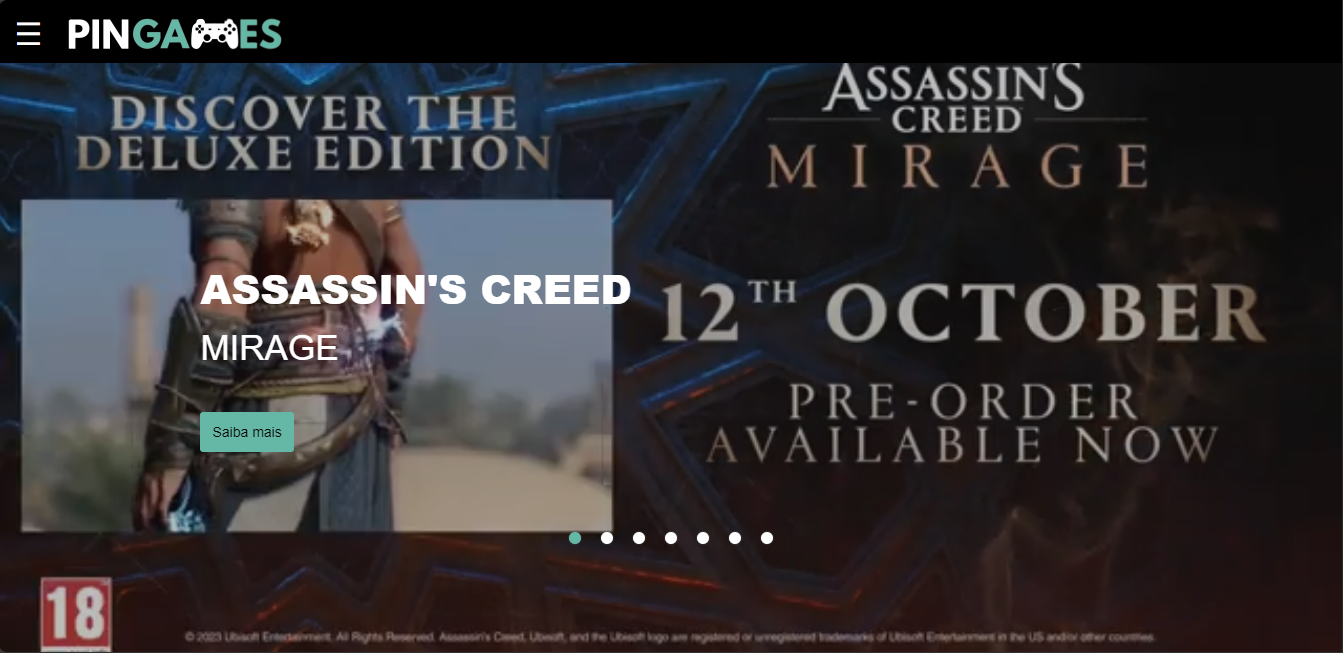 PINGAMES
DISCOVER THE
DELUXE EDITION
ASSASSIN'S
CREED
MIRAGE
ASSASSIN'S CREED
MIRAGE
Saiba mais
12TH OCTOBER
PRE-ORDER
AVAILABLE NOW
18
© 2023 Ubisoft Entertainment. All Rights Reserved. Assassin's Creed, Ubisoft, and the Ubisoft logo are registered or unregistered trademarks of Ubisoft Entertainment in the US and/or other countries.